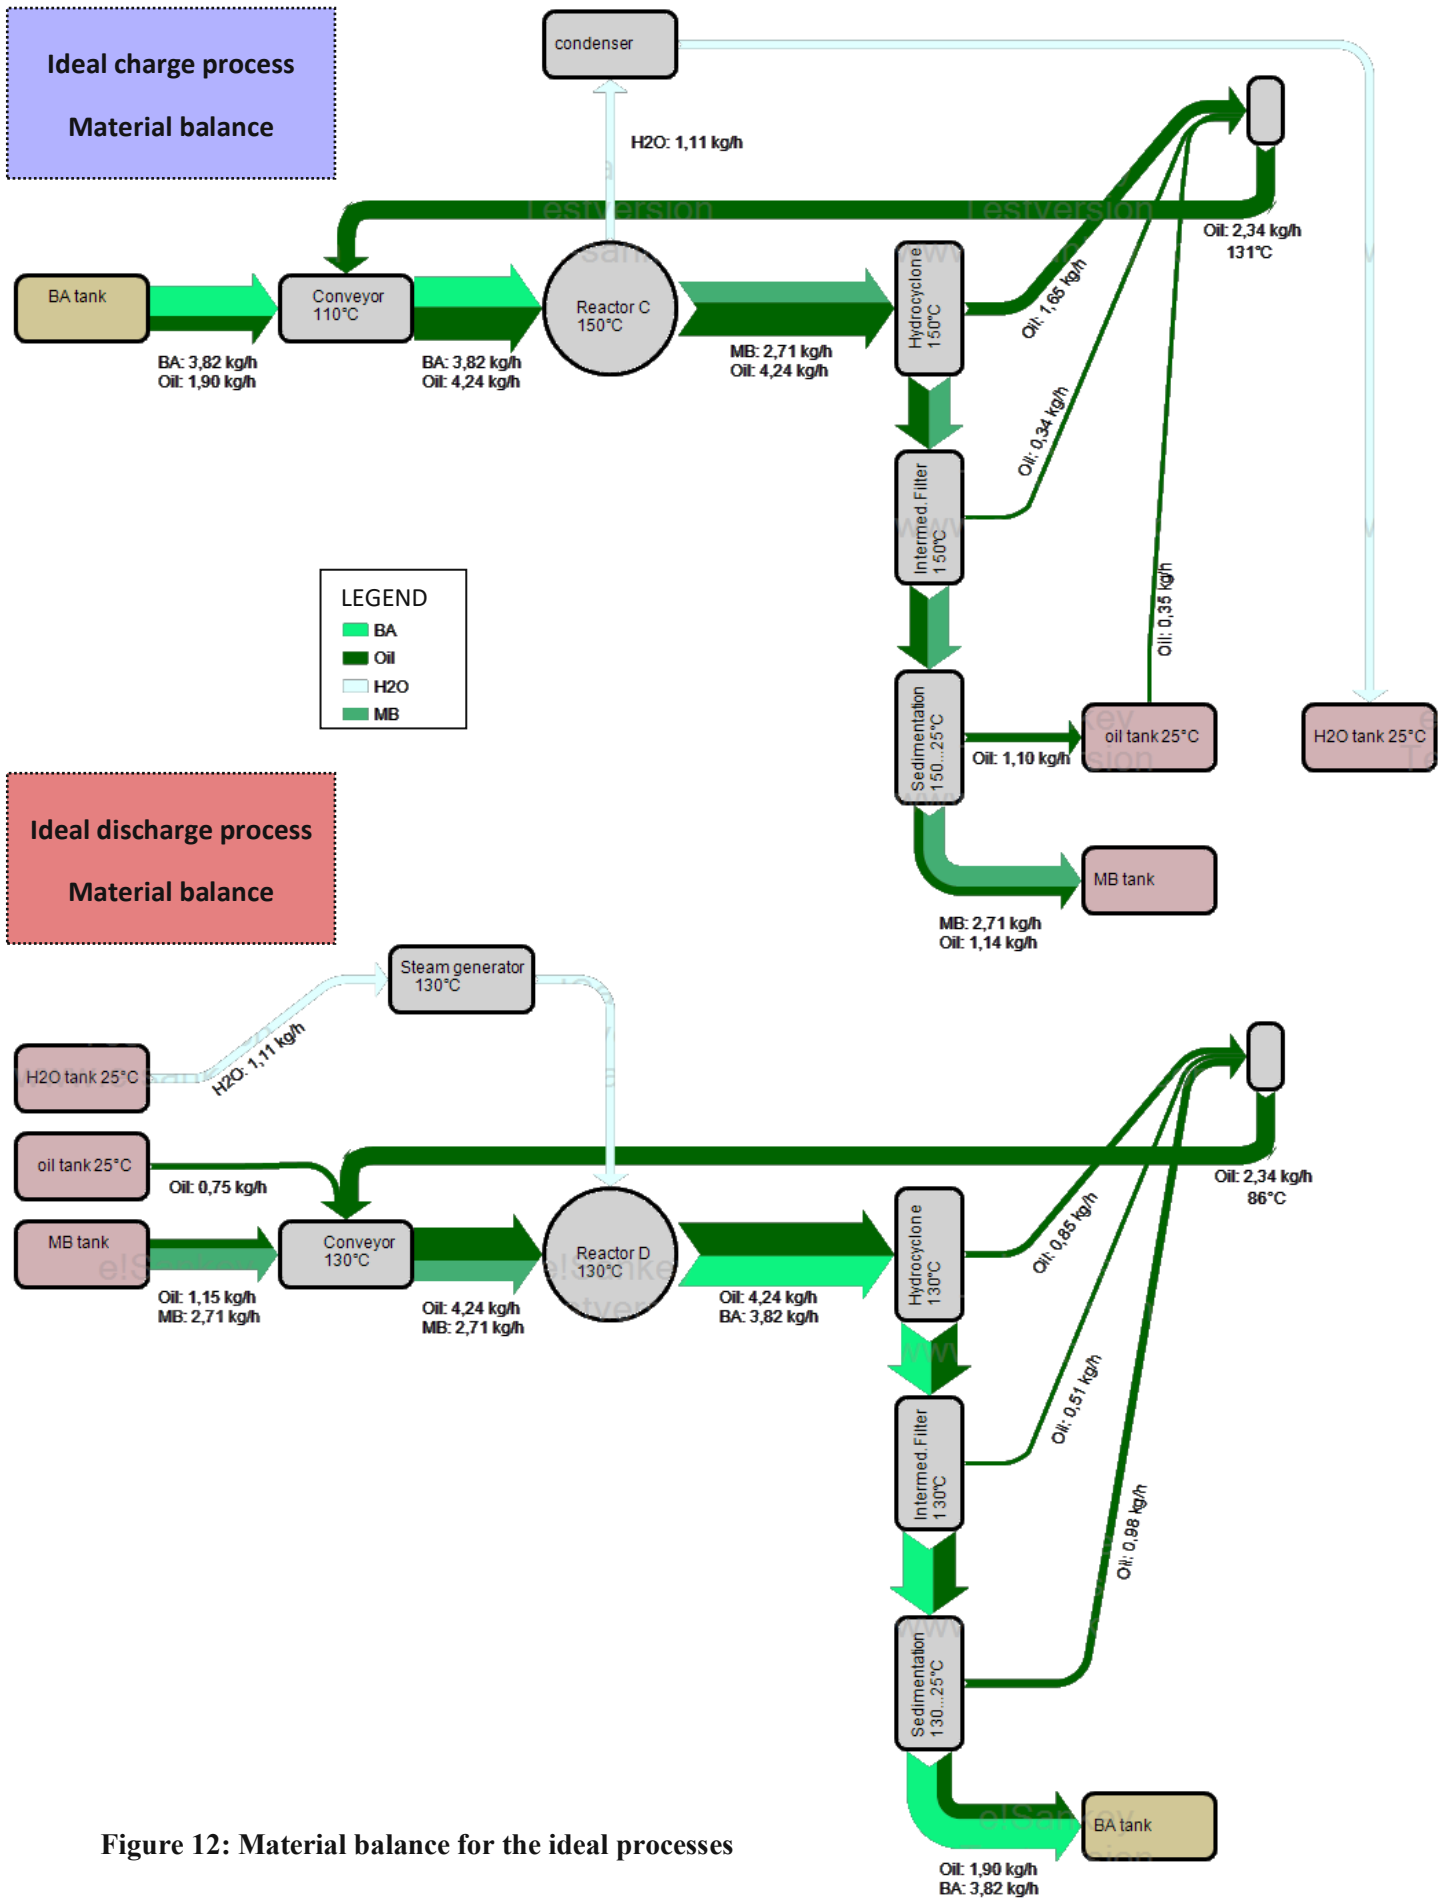 Ideal charge process
Material balance
condenser
H2O: 1,11 kg/h
Oil: 2,34 kg/h
131°C
BA tank
Conveyor
110°C
Reactor C
150°C
Hydrocyclone
150°C
Oil: 1,65 kg/h
BA: 3,82 kg/h
Oil: 1,90 kg/h
BA: 3,82 kg/h
Oil: 4,24 kg/h
MB: 2,71 kg/h
Oil: 4,24 kg/h
Oil: 0,34 kg/h
Intermed. Filter
150°C
Oil: 0,35 kg/h
LEGEND
BA
Oil
H2O
MB
Sedimentation
150...25°C
Oil: 1,10 kg/h
oil tank 25°C
H2O tank 25°C
MB tank
MB: 2,71 kg/h
Oil: 1,14 kg/h
Ideal discharge process
Material balance
Steam generator
130°C
H2O tank 25°C
H2O: 1,11 kg/h
oil tank 25°C
Oil: 0,75 kg/h
Oil: 2,34 kg/h
86°C
MB tank
Conveyor
130°C
Reactor D
130°C
Hydrocyclone
130°C
Oil: 0,85 kg/h
Oil: 1,15 kg/h
MB: 2,71 kg/h
Oil: 4,24 kg/h
MB: 2,71 kg/h
Oil: 4,24 kg/h
BA: 3,82 kg/h
Oil: 0,51 kg/h
Intermed. Filter
130°C
Oil: 0,98 kg/h
Sedimentation
130...25°C
BA tank
Oil: 1,90 kg/h
BA: 3,82 kg/h
Figure 12: Material balance for the ideal processes